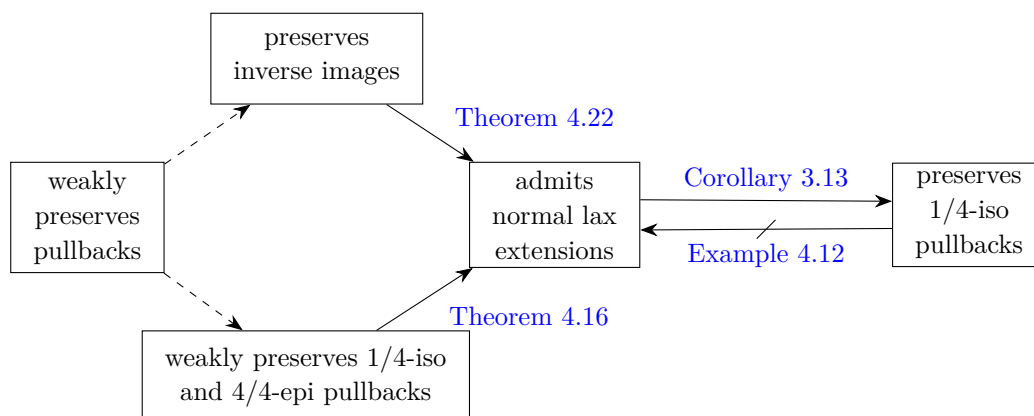 preserves
inverse images
Theorem 4.22
weakly
preserves
pullbacks
admits
normal lax
extensions
Corollary 3.13
Example 4.12
preserves
1/4-iso
pullbacks
Theorem 4.16
weakly preserves 1/4-iso
and 4/4-epi pullbacks